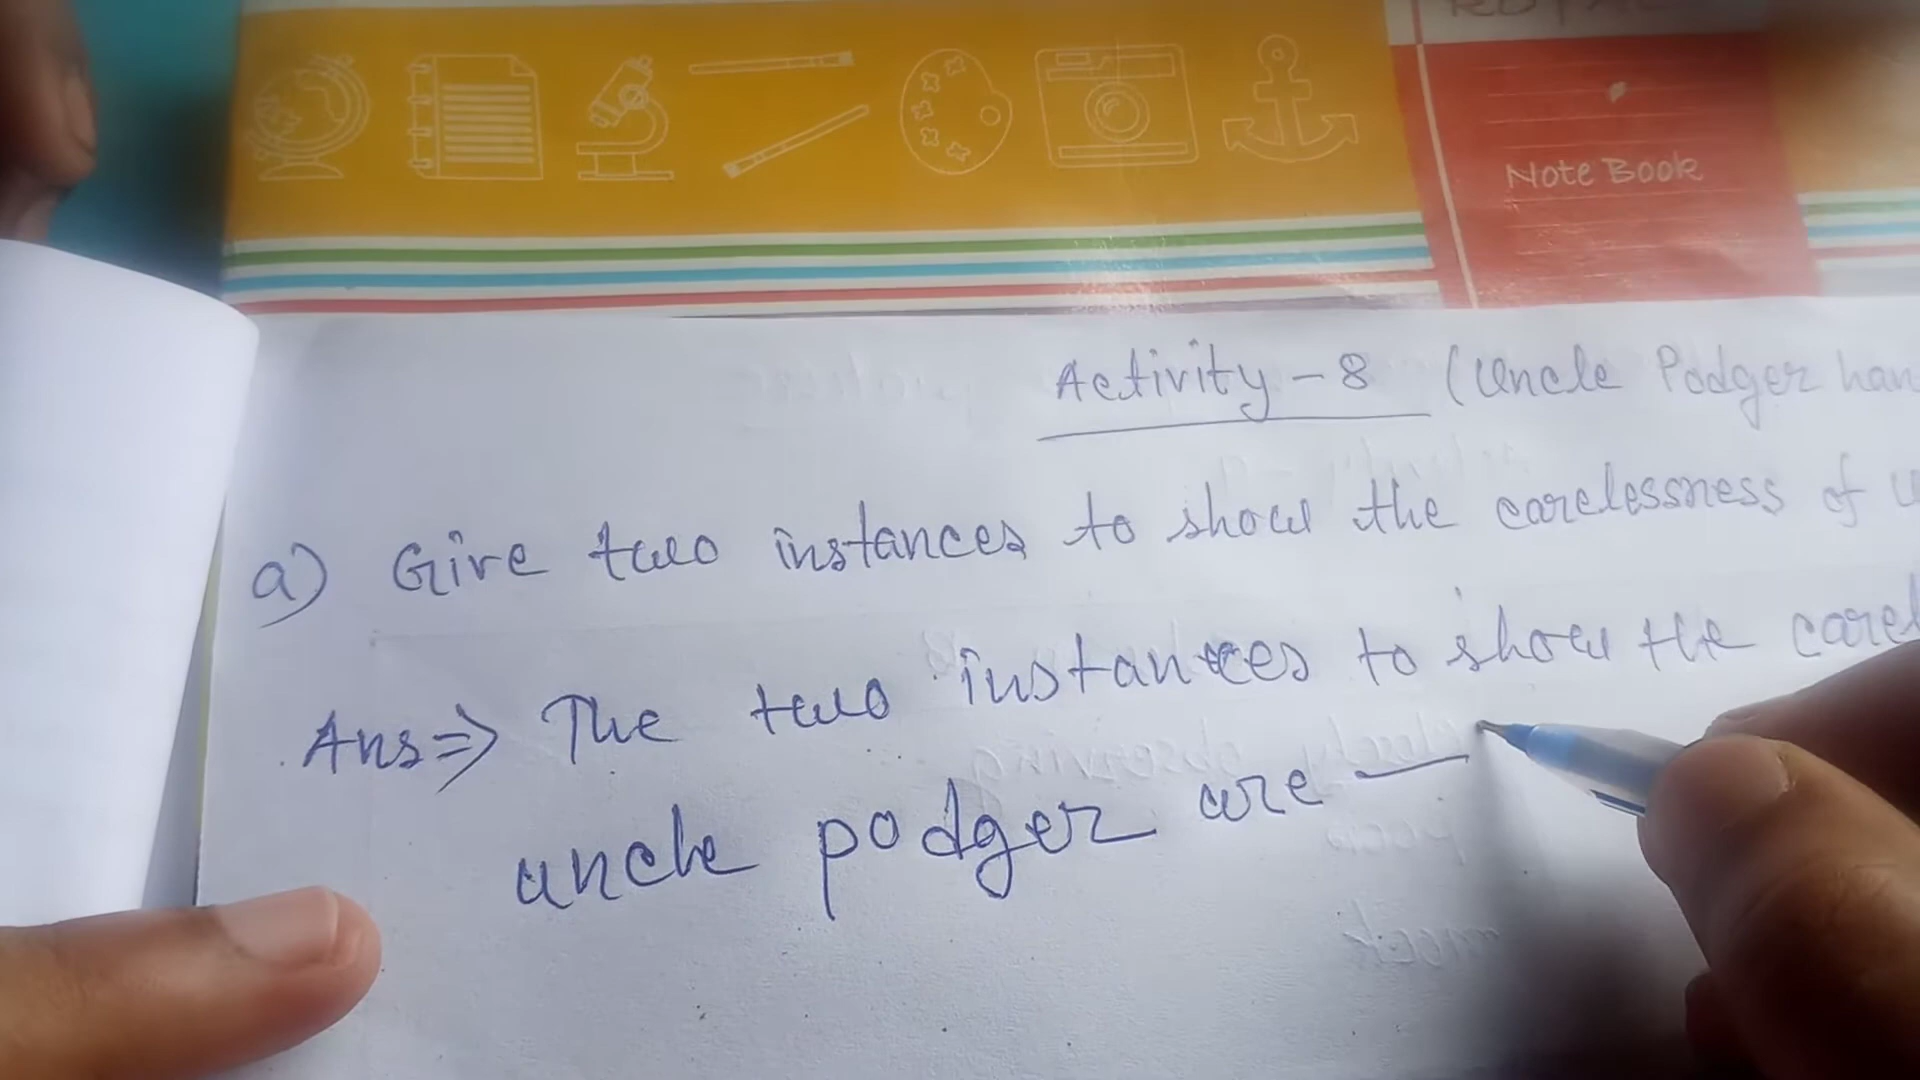 Note Book
Activity - 8 (Uncle Podger han
a) Give two instances to show the carelessness of u
Ans⇒ The two instances to show the carel
uncle podger are —